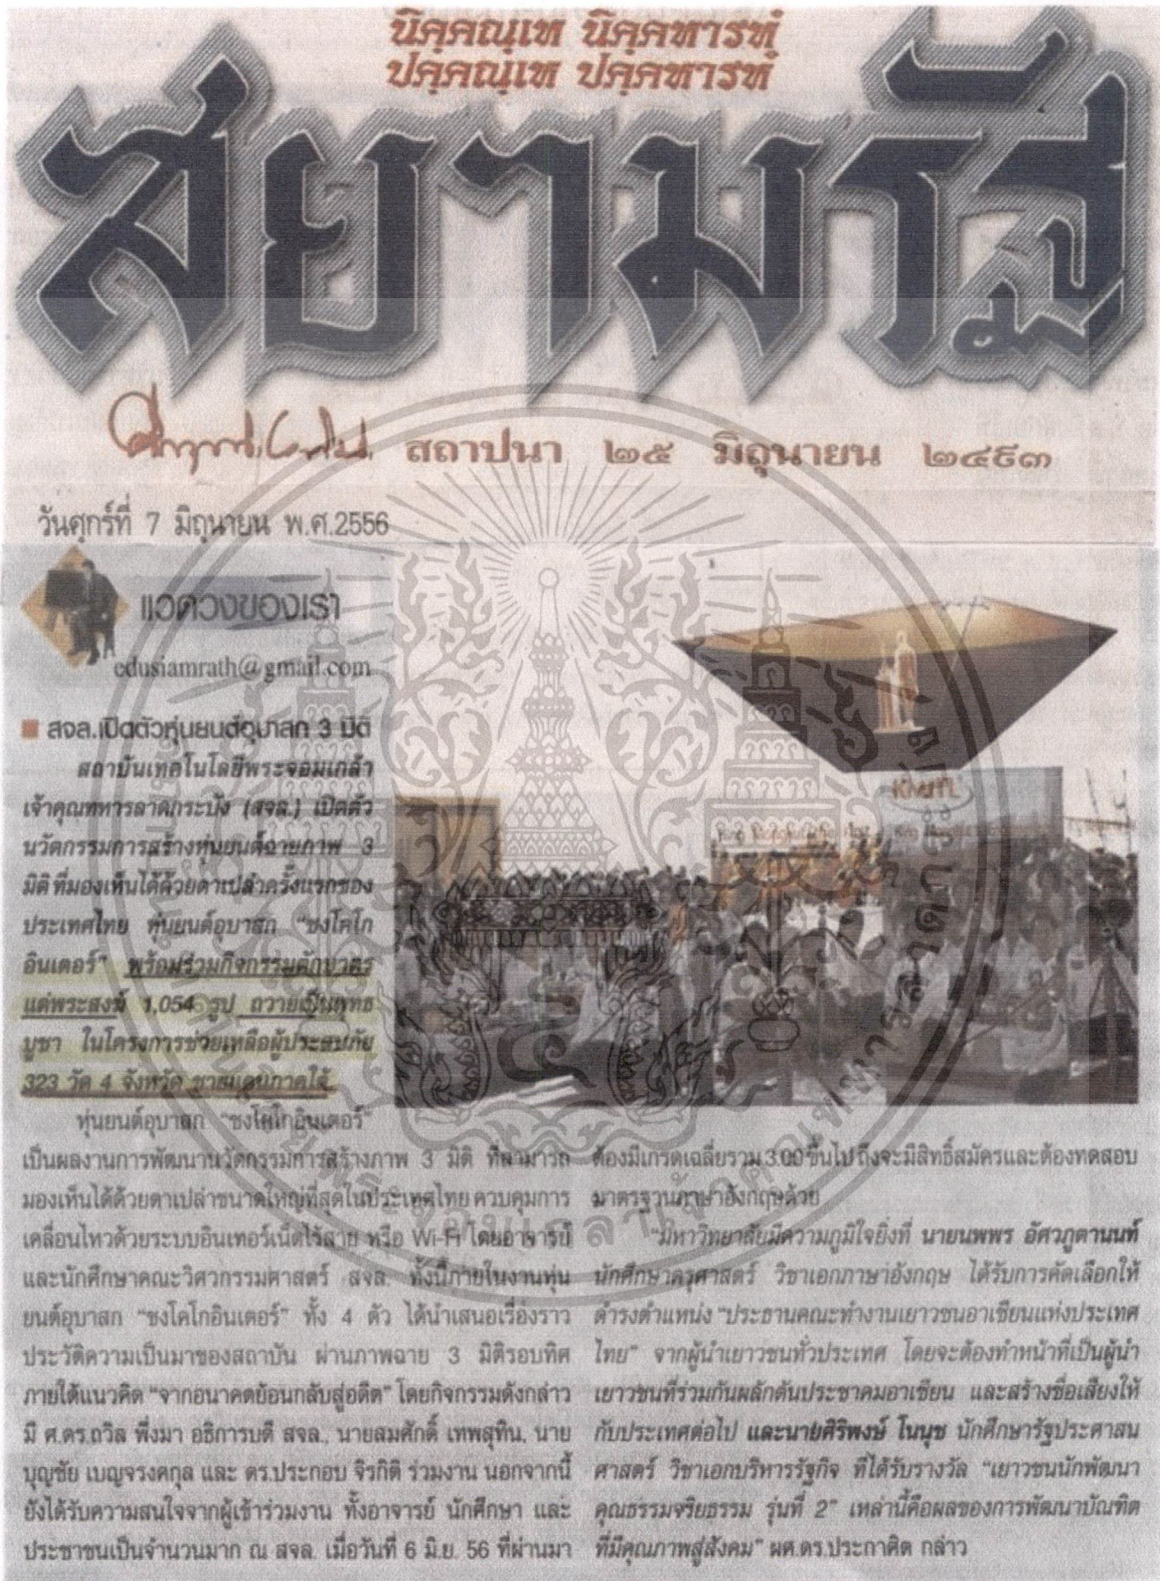 นิคฺคณฺเห นิคฺคหารหํ
ปคฺคณฺเห ปคฺคหารหํ
สยามรัฐ
สถาปนา ๒๕ มิถุนายน ๒๔๙๓
วันศุกร์ที่ 7 มิถุนายน พ.ศ.2556
แวดวงของเรา
edusiamrath@gmail.com
สจล.เปิดตัวหุ่นยนต์อุบาสก 3 มิติ
สถาบันเทคโนโลยีพระจอมเกล้า
เจ้าคุณทหารลาดกระบัง (สจล.) เปิดตัว
นวัตกรรมการสร้างหุ่นยนต์ฉายภาพ 3
มิติ ที่มองเห็นได้ด้วยตาเปล่าครั้งแรกของ
ประเทศไทย หุ่นยนต์อุบาสก "ชงโคโก
อินเตอร์" พร้อมร่วมกิจกรรมตักบาตร
แด่พระสงฆ์ 1,054 รูป ถวายเป็นพุทธ
บูชา ในโครงการช่วยเหลือผู้ประสบภัย
323 วัด 4 จังหวัด ชายแดนภาคใต้
หุ่นยนต์อุบาสก "ชงโคโกอินเตอร์"
เป็นผลงานการพัฒนานวัตกรรมการสร้างภาพ 3 มิติ ที่สามารถ
มองเห็นได้ด้วยตาเปล่าขนาดใหญ่ที่สุดในประเทศไทย ควบคุมการ
เคลื่อนไหวด้วยระบบอินเทอร์เน็ตไร้สาย หรือ Wi-Fi โดยอาจารย์
และนักศึกษาคณะวิศวกรรมศาสตร์ สจล. ทั้งนี้ภายในงานหุ่น
ยนต์อุบาสก "ชงโคโกอินเตอร์" ทั้ง 4 ตัว ได้นำเสนอเรื่องราว
ประวัติความเป็นมาของสถาบัน ผ่านภาพฉาย 3 มิติรอบทิศ
ภายใต้แนวคิด "จากอนาคตย้อนกลับสู่อดีต" โดยกิจกรรมดังกล่าว
มี ศ.ดร.ถวิล พึ่งมา อธิการบดี สจล., นายสมศักดิ์ เทพสุทิน, นาย
บุญชัย เบญจรงคกุล และ ดร.ประกอบ จิรกิติ ร่วมงาน นอกจากนี้
ยังได้รับความสนใจจากผู้เข้าร่วมงาน ทั้งอาจารย์ นักศึกษา และ
ประชาชนเป็นจำนวนมาก ณ สจล. เมื่อวันที่ 6 มิ.ย. 56 ที่ผ่านมา
KMITL
ต้องมีเกรดเฉลี่ยรวม 3.00 ขึ้นไป ถึงจะมีสิทธิ์สมัครและต้องทดสอบ
มาตรฐานภาษาอังกฤษด้วย
"มหาวิทยาลัยมีความภูมิใจยิ่งที่ นายนพพร อัศวภูตานนท์
นักศึกษาครุศาสตร์ วิชาเอกภาษาอังกฤษ ได้รับการคัดเลือกให้
ดำรงตำแหน่ง "ประธานคณะทำงานเยาวชนอาเซียนแห่งประเทศ
ไทย" จากผู้นำเยาวชนทั่วประเทศ โดยจะต้องทำหน้าที่เป็นผู้นำ
เยาวชนที่ร่วมกันผลักดันประชาคมอาเซียน และสร้างชื่อเสียงให้
กับประเทศต่อไป และนายศิริพงษ์ โนนุช นักศึกษารัฐประศาสน
ศาสตร์ วิชาเอกบริหารรัฐกิจ ที่ได้รับรางวัล "เยาวชนนักพัฒนา
คุณธรรมจริยธรรม รุ่นที่ 2" เหล่านี้คือผลของการพัฒนาบัณฑิต
ที่มีคุณภาพสู่สังคม" ผศ.ดร.ประกาศิต กล่าว